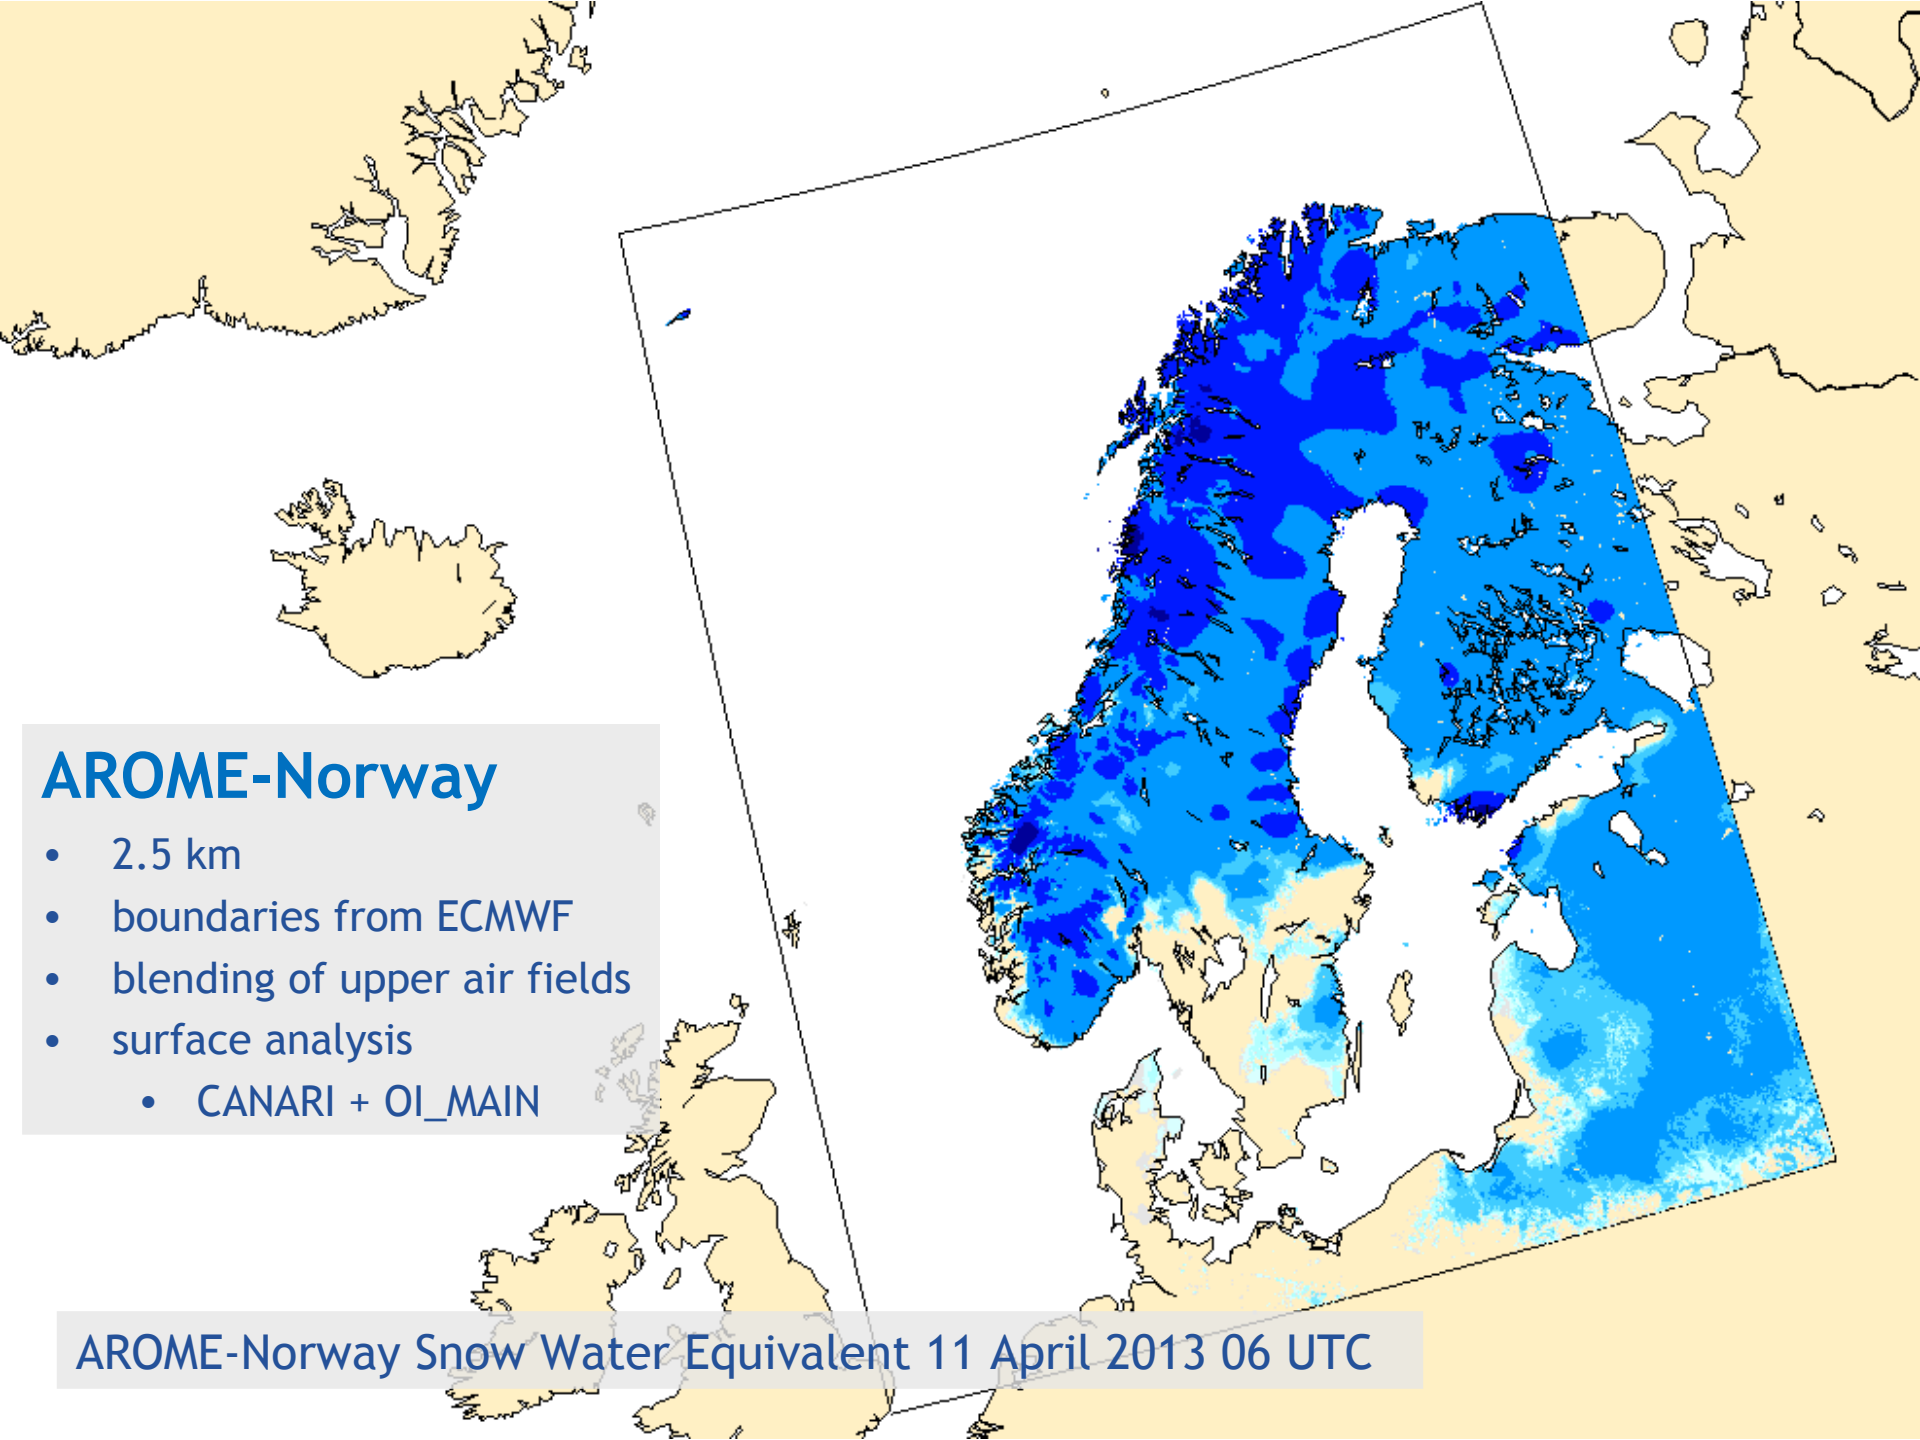 AROME-Norway
• 2.5 km
• boundaries from ECMWF
• blending of upper air fields
• surface analysis
• CANARI + OI_MAIN
AROME-Norway Snow Water Equivalent 11 April 2013 06 UTC